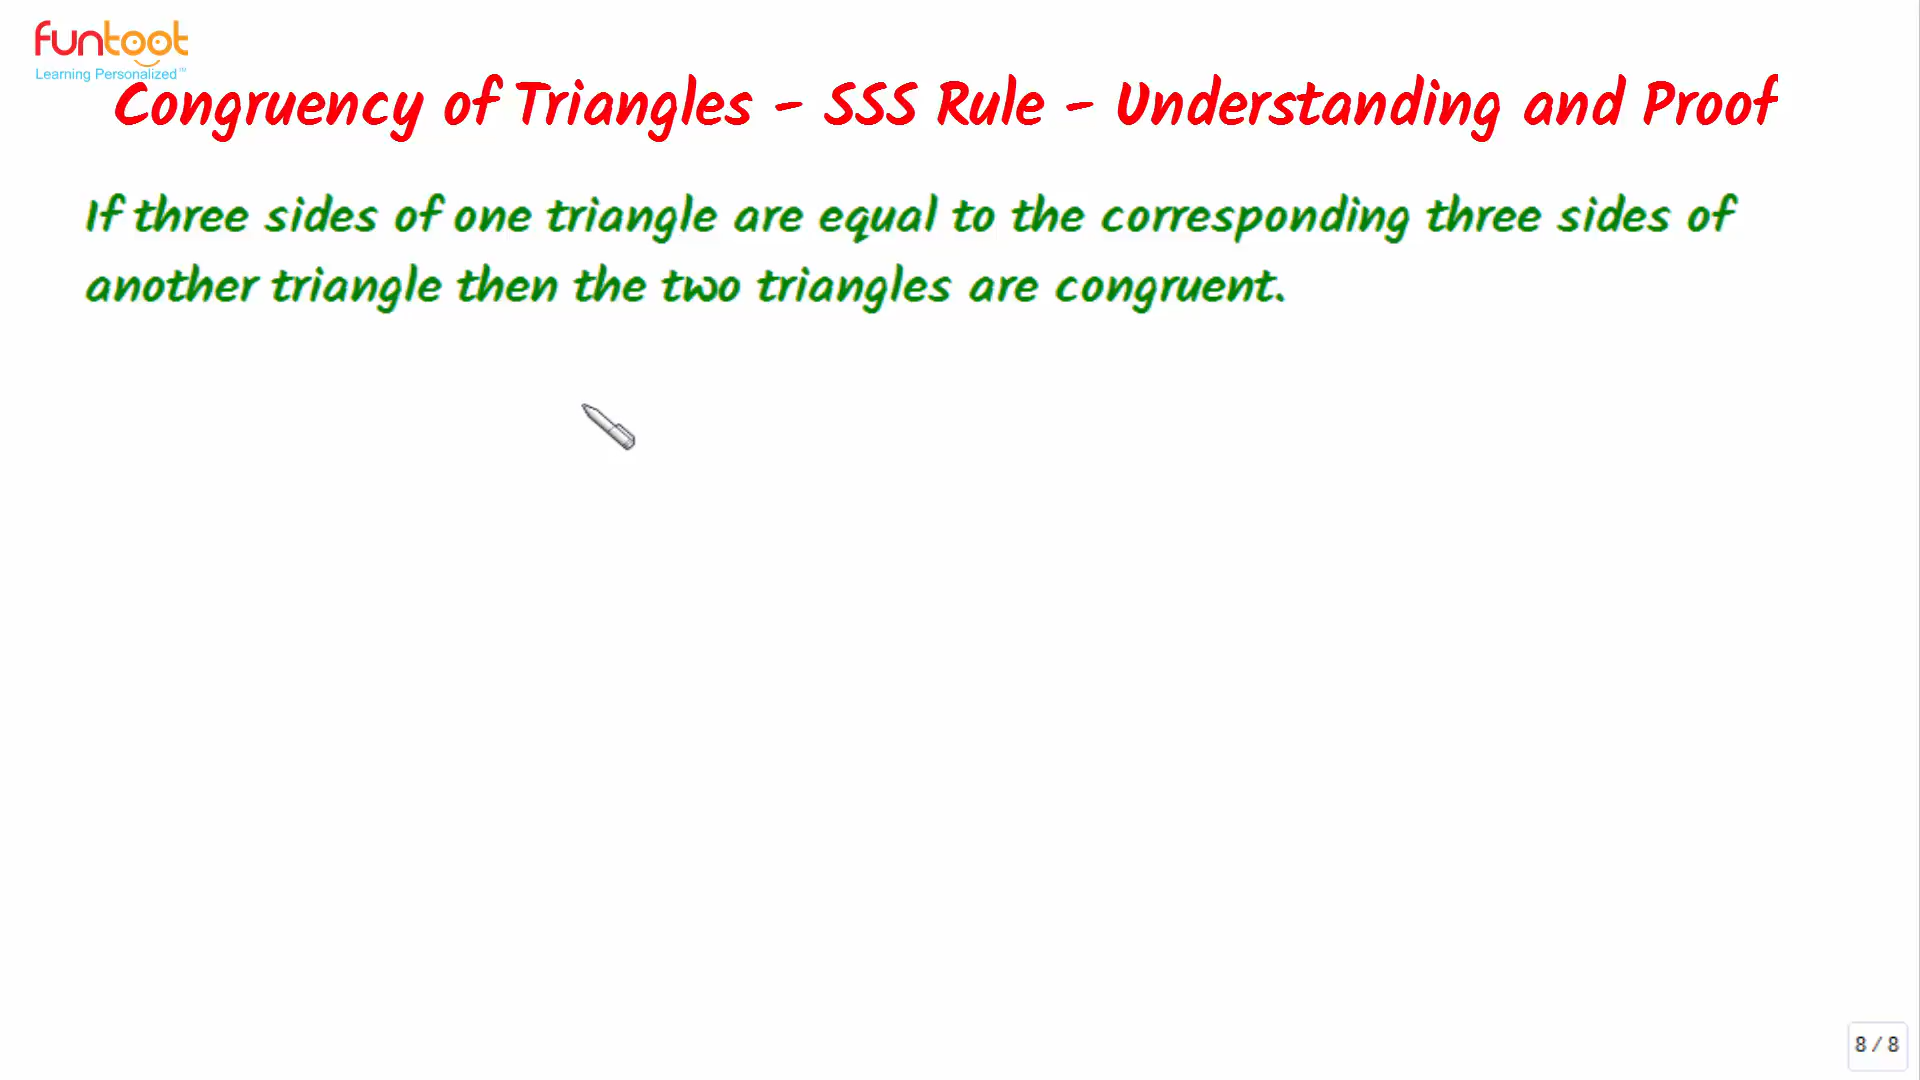 funtoot
Learning Personalized™
Congruency of Triangles - SSS Rule - Understanding and Proof
If three sides of one triangle are equal to the corresponding three sides of
another triangle then the two triangles are congruent.
8 / 8